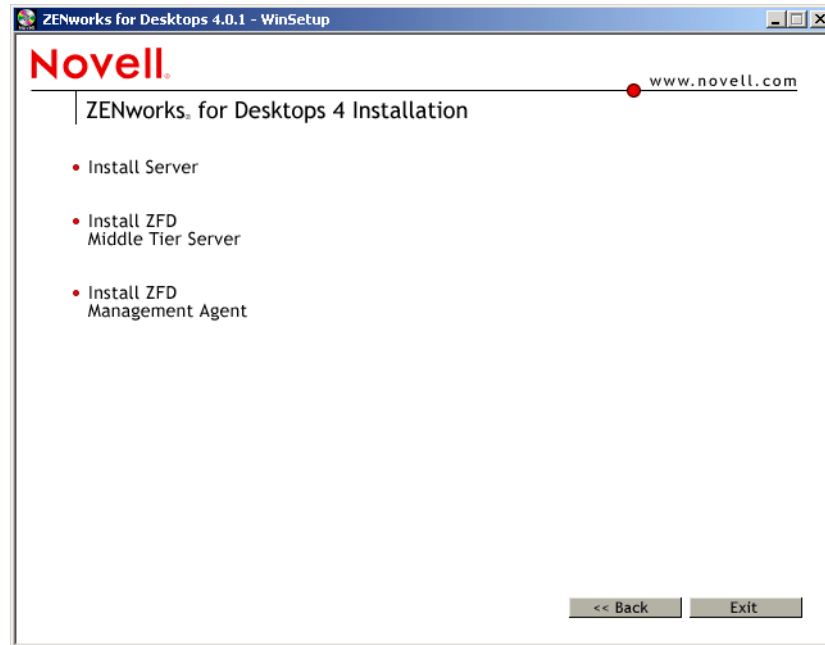 ZENworks for Desktops 4.0.1 - WinSetup
Novell.
www.novell.com
ZENworks® for Desktops 4 Installation
Install Server
Install ZFD
Middle Tier Server
Install ZFD
Management Agent
<< Back
Exit